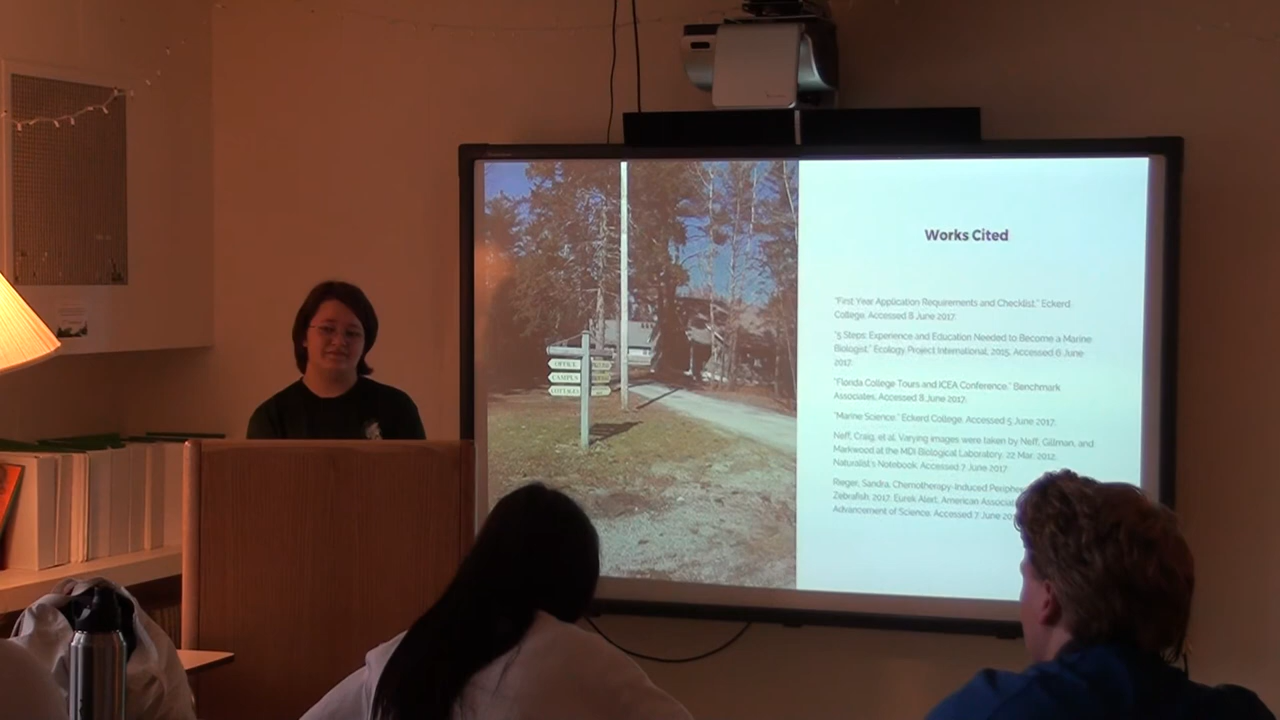 Works Cited
"First Year Application Requirements and Checklist." Eckerd
College. Accessed 8 June 2017.
"5 Steps: Experience and Education Needed to Become a Marine
Biologist." Ecology Project International, 2015. Accessed 6 June
2017.
"Florida College Tours and ICEA Conference." Benchmark
Associates. Accessed 8 June 2017.
"Marine Science." Eckerd College. Accessed 5 June 2017.
Neff, Craig, et al. Varying images were taken by Neff, Gillman, and
Markwood at the MDI Biological Laboratory. 22 Mar. 2012.
Naturalist's Notebook. Accessed 7 June 2017.
Rieger, Sandra, Chemotherapy-Induced
Zebrafish. 2017. Eurek Alert, American
Advancement of Science. Accessed 7 June
OFFICE
CAMPUS
COTTAGES